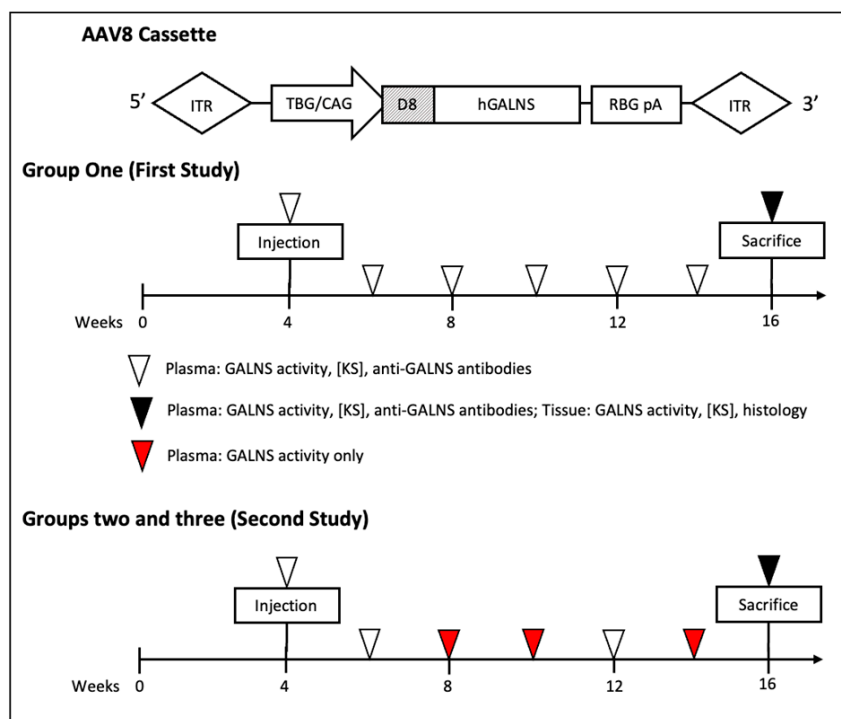 AAV8 Cassette
5’ ITR TBG/CAG D8 hGALNS RBG pA ITR 3’
Group One (First Study)
Injection Sacrifice
Weeks 0 4 8 12 16
Plasma: GALNS activity, [KS], anti-GALNS antibodies
Plasma: GALNS activity, [KS], anti-GALNS antibodies; Tissue: GALNS activity, [KS], histology
Plasma: GALNS activity only
Groups two and three (Second Study)
Injection Sacrifice
Weeks 0 4 8 12 16